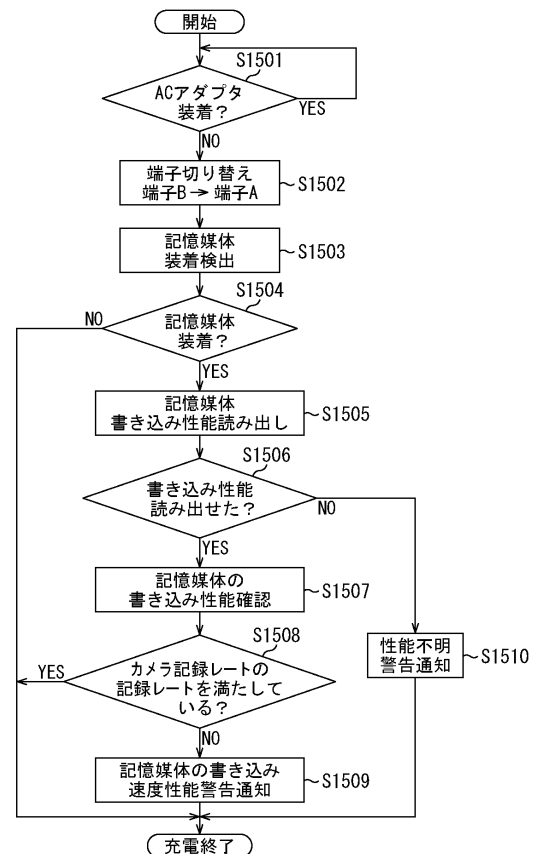 開始
S1501
ACアダプタ
装着?
YES
NO
端子切り替え
端子B→端子A
S1502
記憶媒体
装着検出
S1503
S1504
NO
記憶媒体
装着?
YES
記憶媒体
書き込み性能読み出し
S1505
S1506
書き込み性能
読み出せた?
NO
YES
記憶媒体の
書き込み性能確認
S1507
S1508
YES
カメラ記録レートの
記録レートを満たして
いる?
性能不明
警告通知
S1510
NO
記憶媒体の書き込み
速度性能警告通知
S1509
充電終了